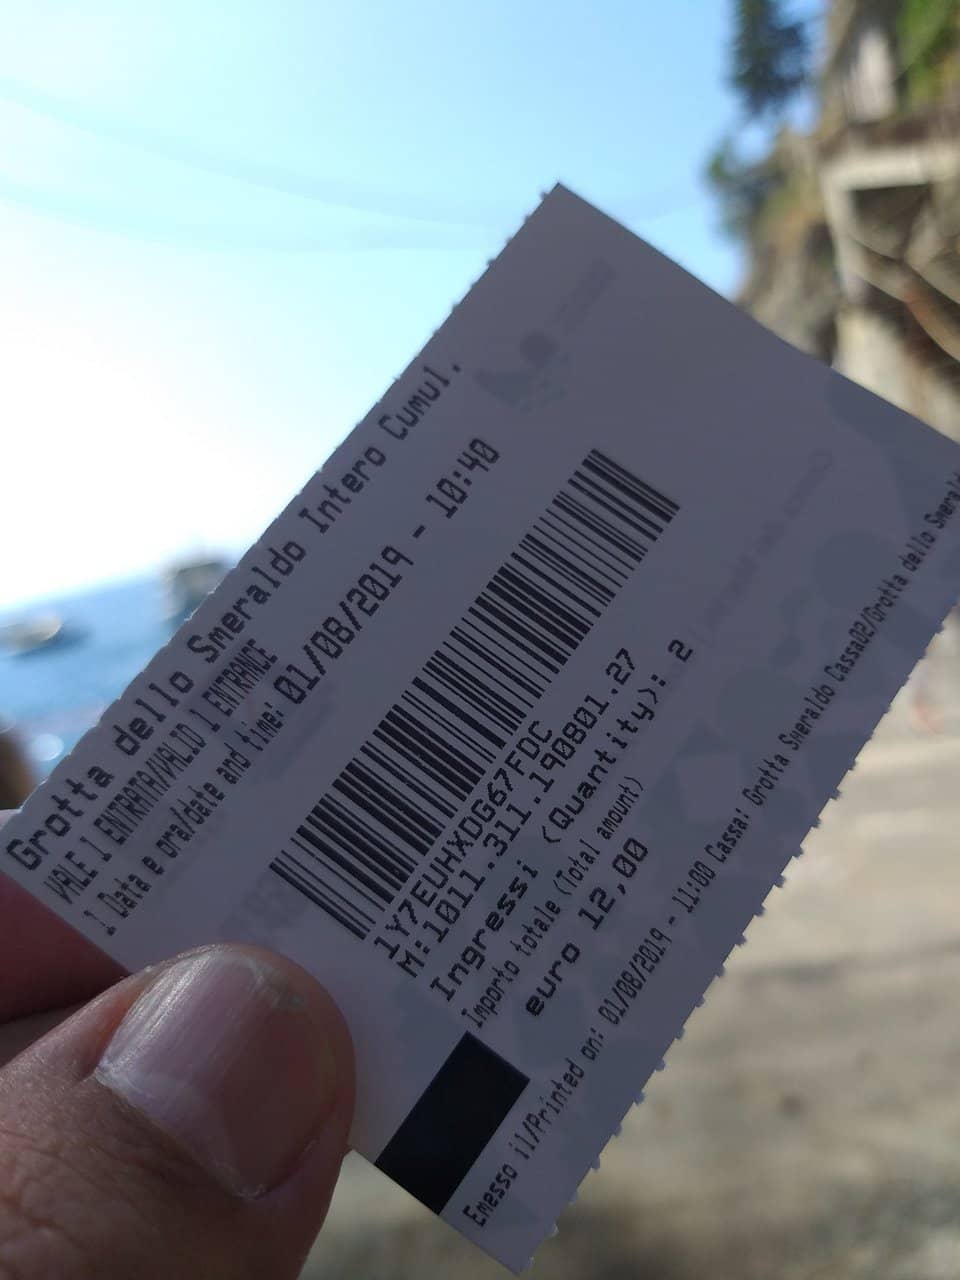 Grotta dello Smeraldo Intero Cumul.
VALE 1 ENTRATA/VALID 1 ENTRANCE
1 Data e ora/date and time: 01/08/2019 - 10:40
1Y7EUHXDG67FDC
M:1011.311.190801.27
Ingressi (Quantity): 2
Importo totale (Total amount)
euro 12,00
Emesso il/Printed on: 01/08/2019 - 11:00 Cassa: Grotta Smeraldo Cassa02/Grotta dello Smerald